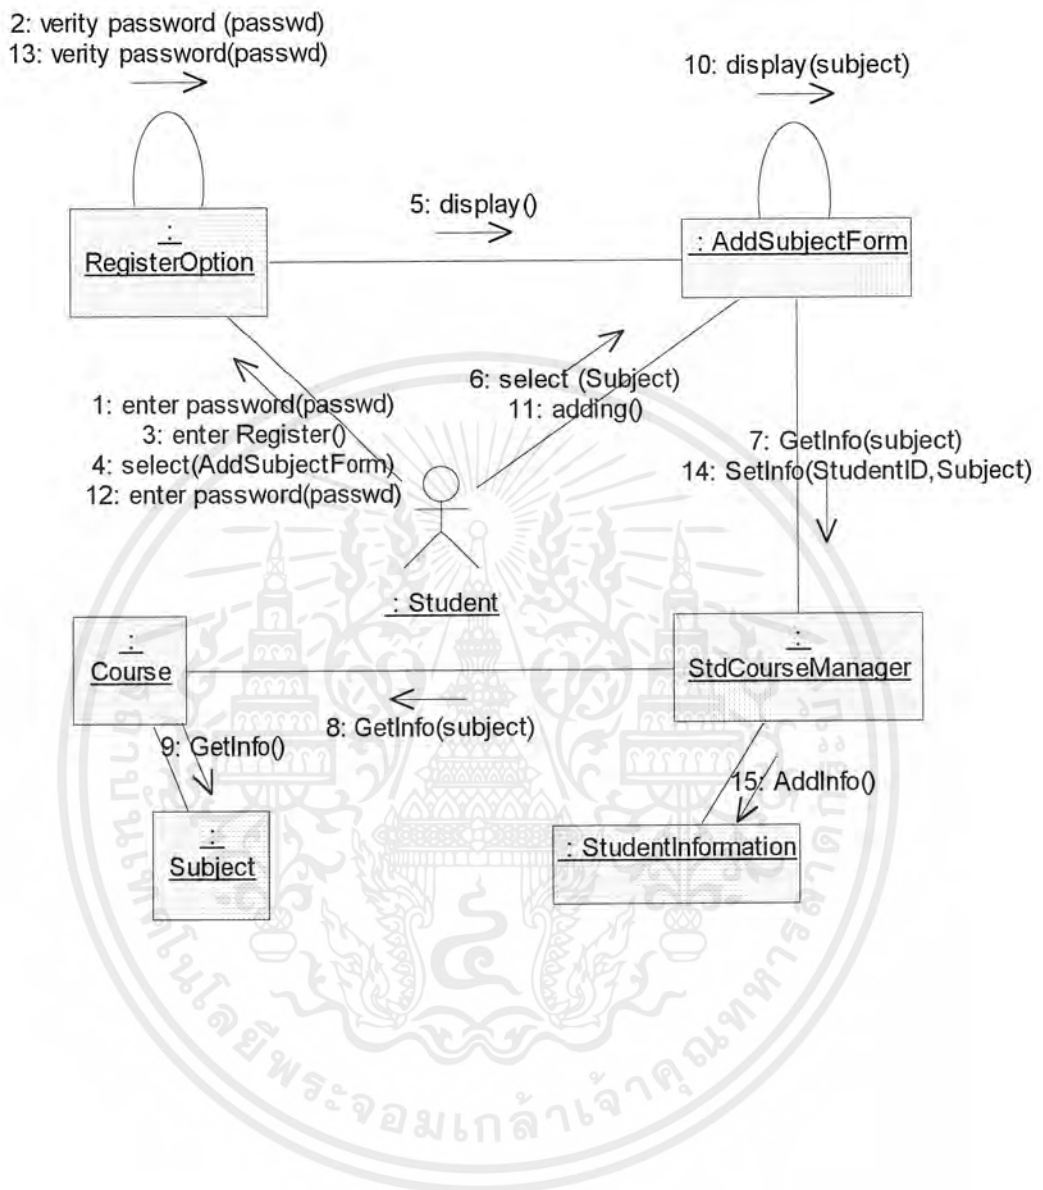 2: verity password (passwd)
13: verity password(passwd)
10: display(subject)
5: display()
:
RegisterOption
: AddSubjectForm
6: select (Subject)
11: adding()
1: enter password(passwd)
3: enter Register()
4: select(AddSubjectForm)
12: enter password(passwd)
7: GetInfo(subject)
14: SetInfo(StudentID,Subject)
: Student
:
Course
:
StdCourseManager
8: GetInfo(subject)
9: GetInfo()
15: AddInfo()
:
Subject
: StudentInformation